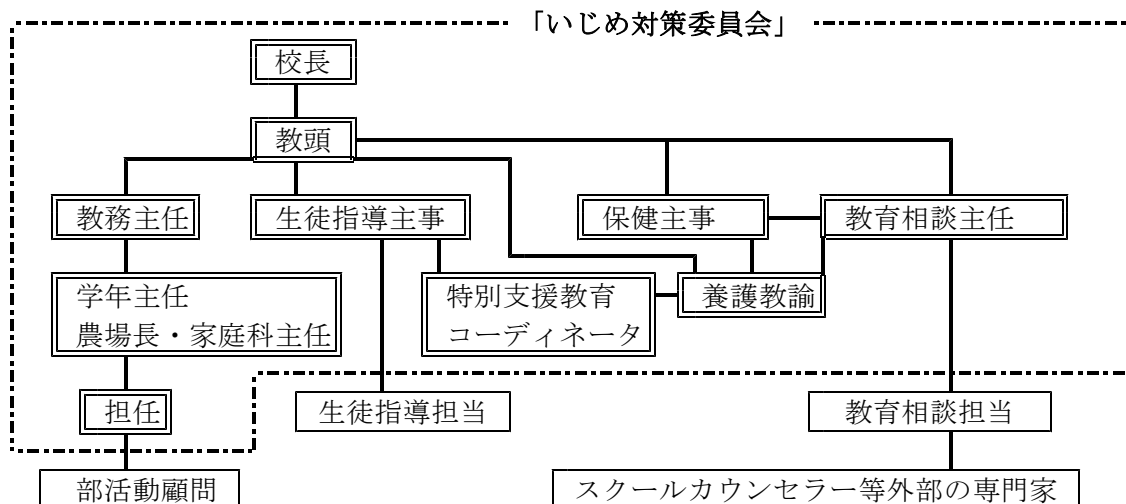 「いじめ対策委員会」
校長
教頭
教務主任
生徒指導主事
保健主事
教育相談主任
学年主任
農場長・家庭科主任
特別支援教育
コーディネータ
養護教諭
担任
生徒指導担当
教育相談担当
部活動顧問
スクールカウンセラー等外部の専門家